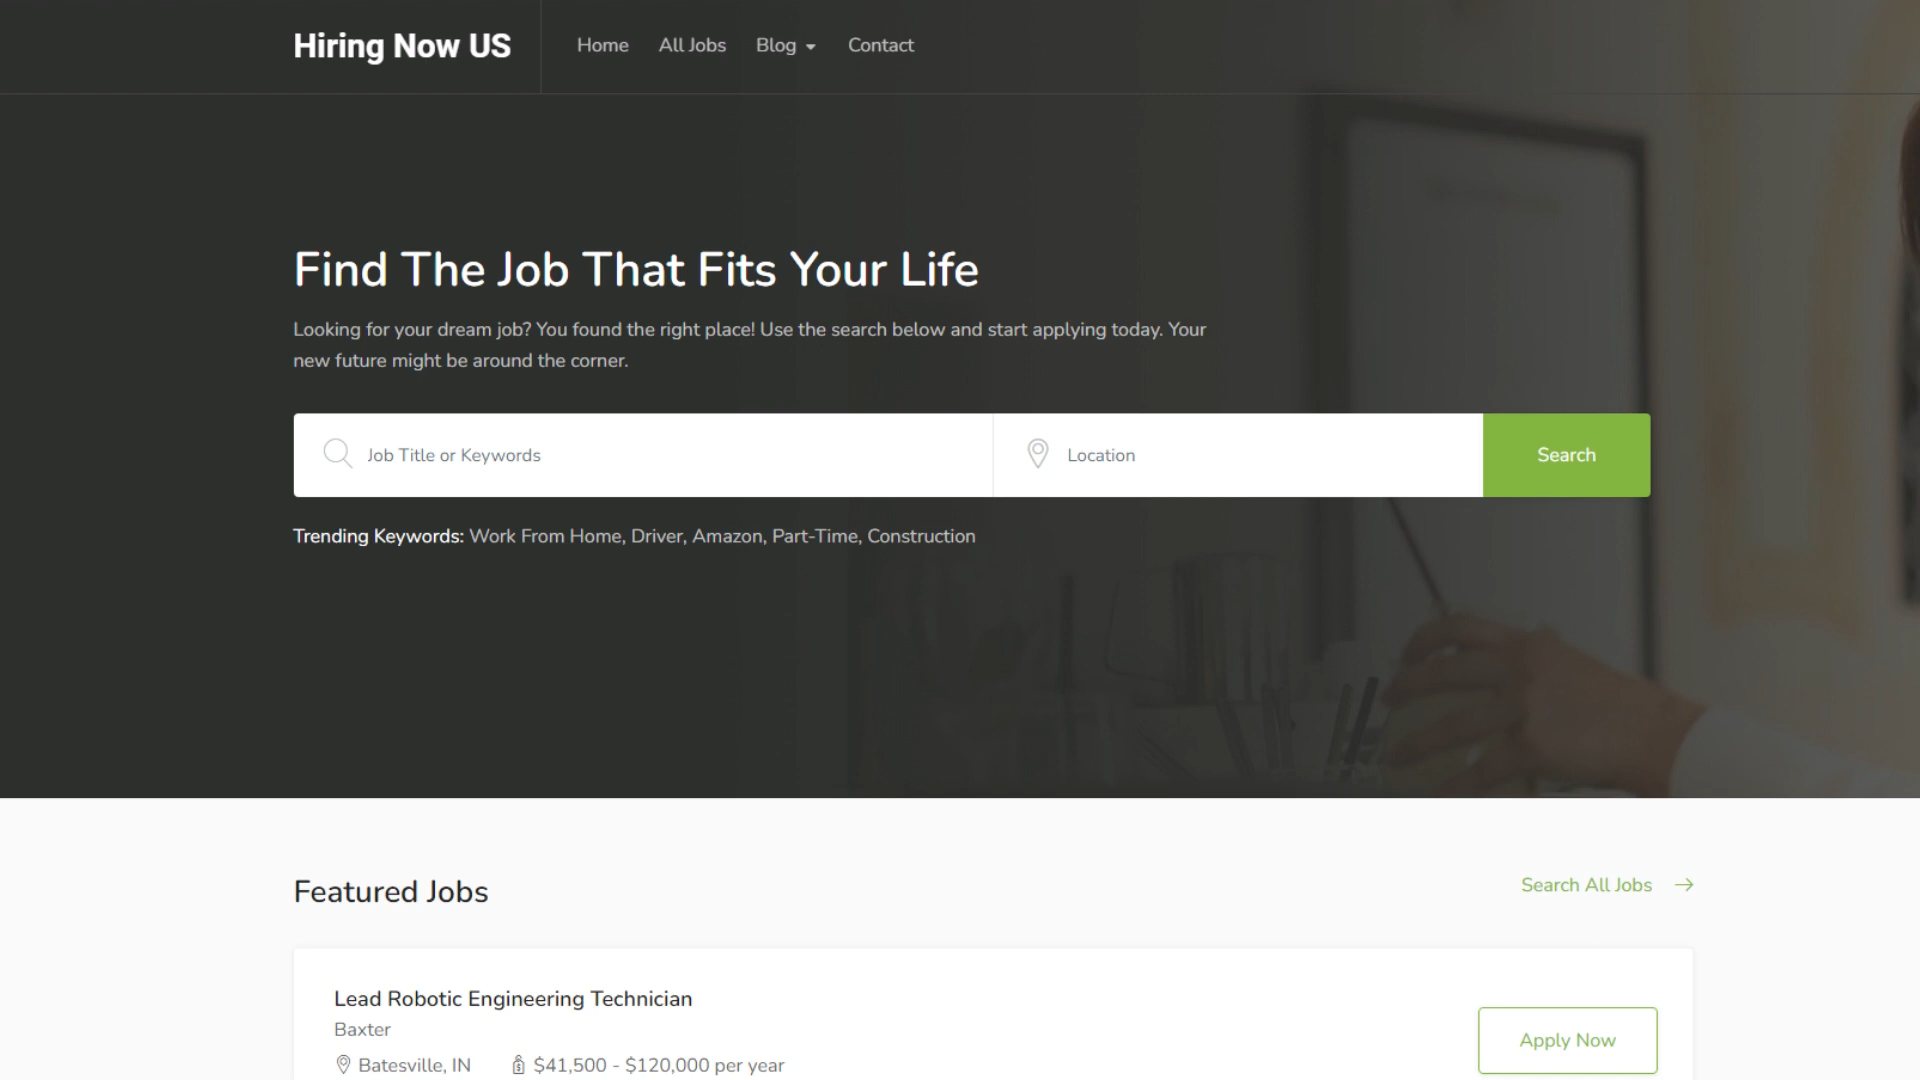 Hiring Now US
Home
All Jobs
Blog
Contact
Find The Job That Fits Your Life
Looking for your dream job? You found the right place! Use the search below and start applying today. Your
new future might be around the corner.
Job Title or Keywords
Location
Search
Trending Keywords: Work From Home, Driver, Amazon, Part-Time, Construction
Featured Jobs
Search All Jobs
Lead Robotic Engineering Technician
Baxter
Batesville, IN
$41,500 - $120,000 per year
Apply Now